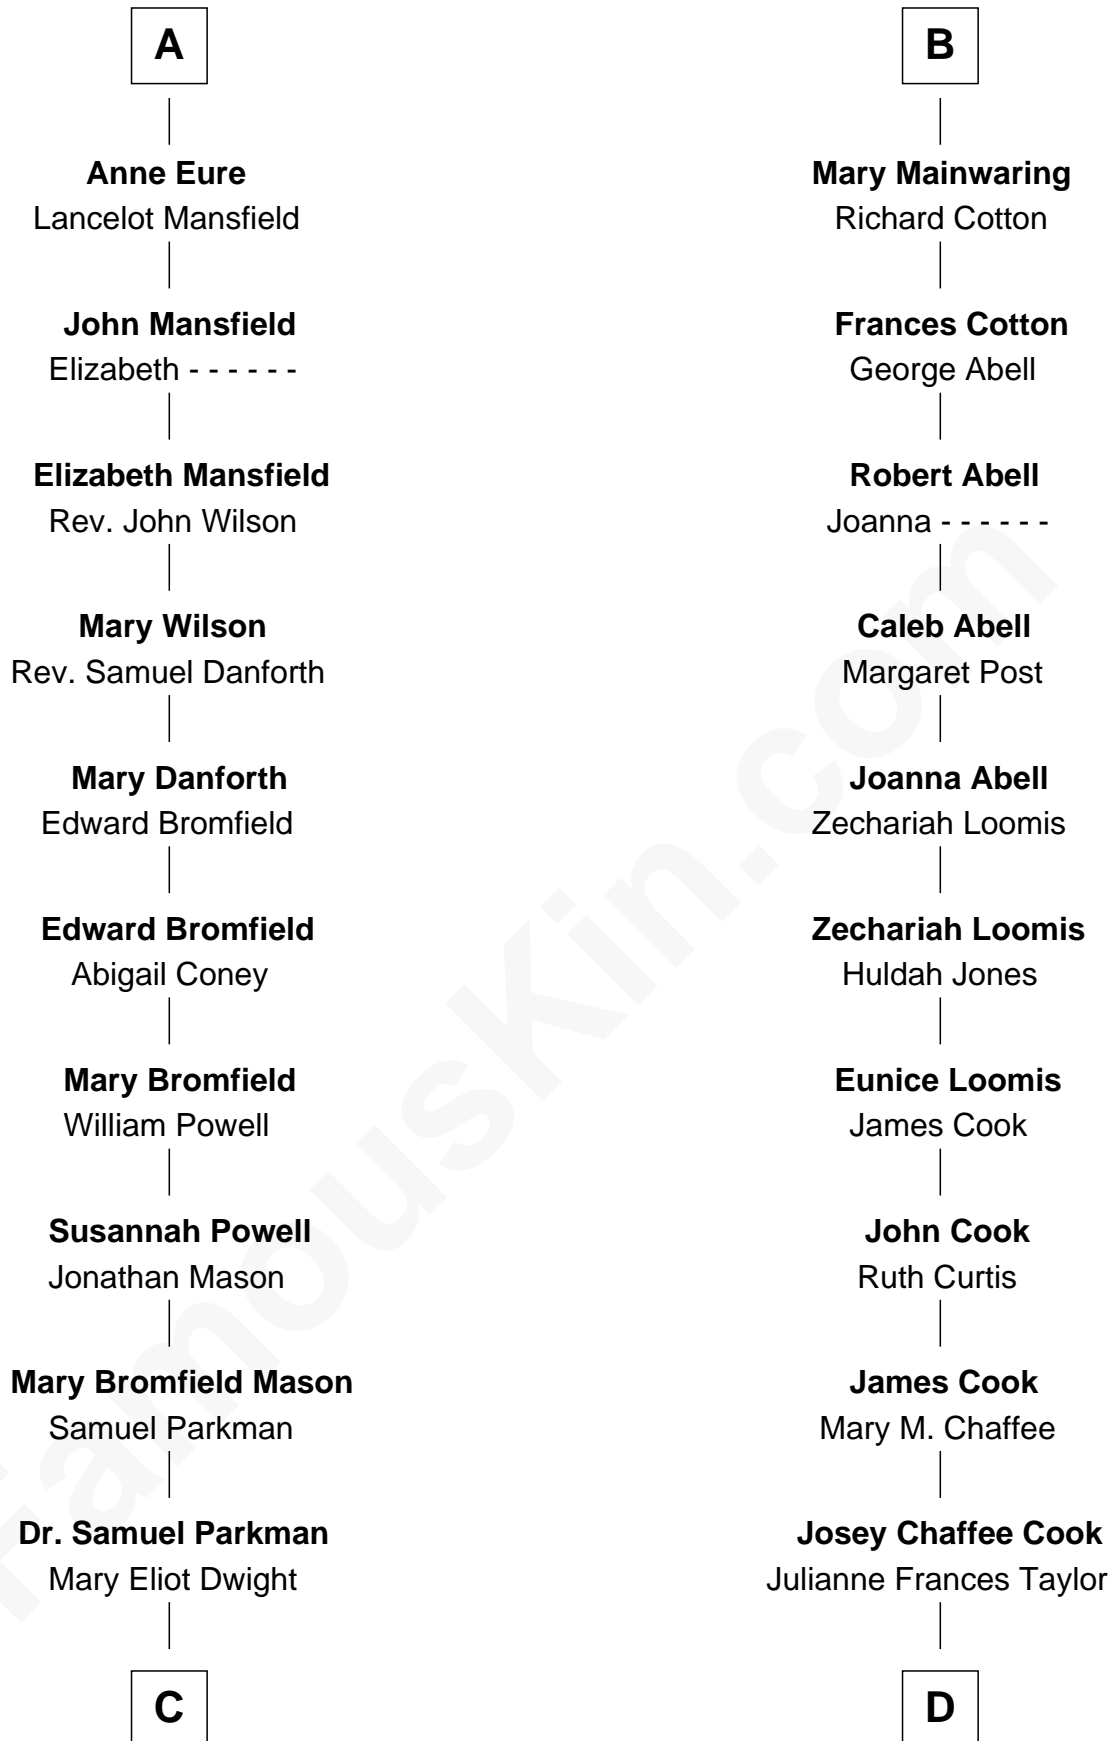 A
Anne Eure
Lancelot Mansfield
John Mansfield
Elizabeth - - - - - -
Elizabeth Mansfield
Rev. John Wilson
Mary Wilson
Rev. Samuel Danforth
Mary Danforth
Edward Bromfield
Edward Bromfield
Abigail Coney
Mary Bromfield
William Powell
Susannah Powell
Jonathan Mason
Mary Bromfield Mason
Samuel Parkman
Dr. Samuel Parkman
Mary Eliot Dwight
C
B
Mary Mainwaring
Richard Cotton
Frances Cotton
George Abell
Robert Abell
Joanna - - - - - -
Caleb Abell
Margaret Post
Joanna Abell
Zechariah Loomis
Zechariah Loomis
Huldah Jones
Eunice Loomis
James Cook
John Cook
Ruth Curtis
James Cook
Mary M. Chaffee
Josey Chaffee Cook
Julianne Frances Taylor
D
FamousKin.com